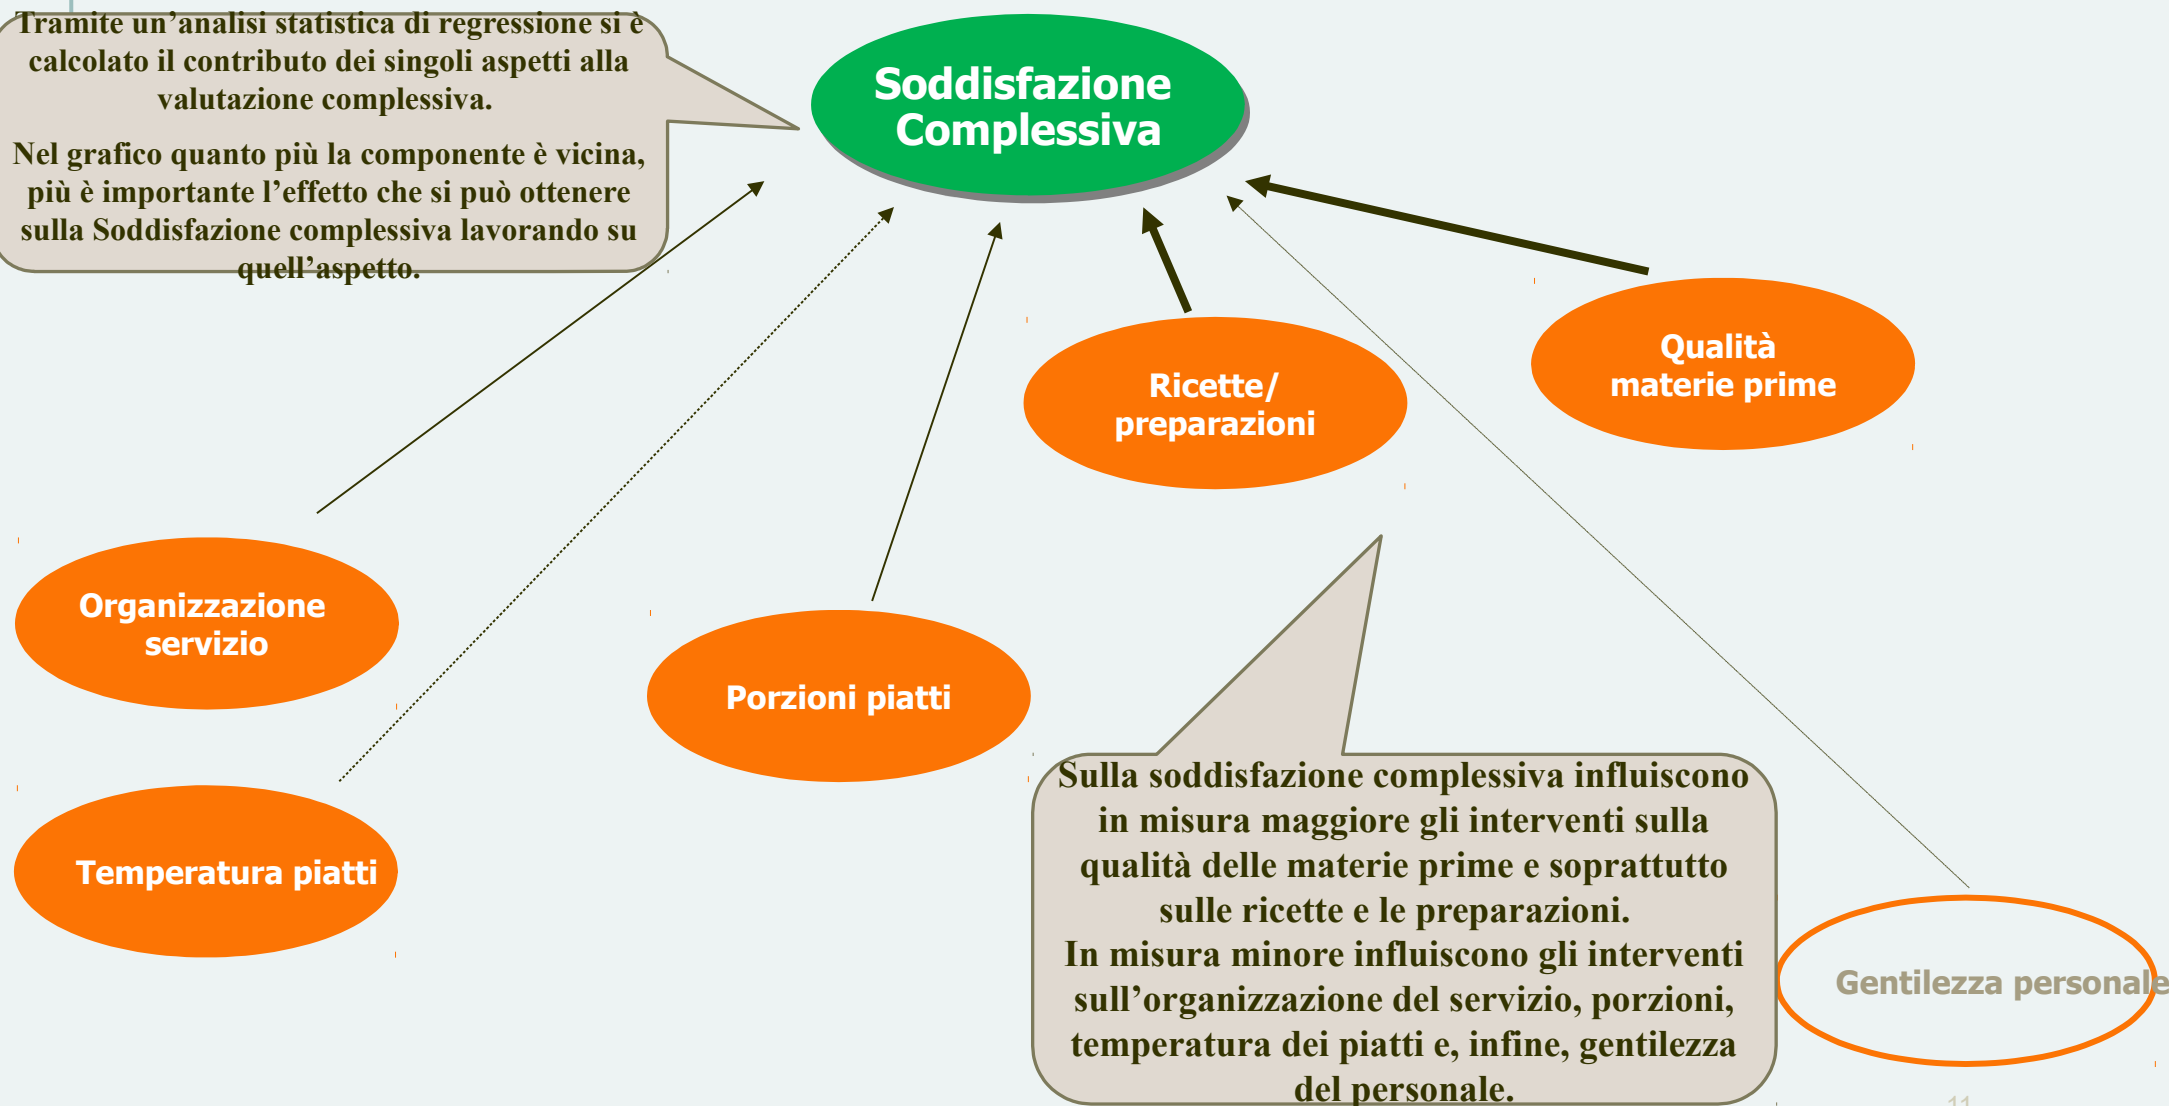 Tramite un’analisi statistica di regressione si è
calcolato il contributo dei singoli aspetti alla
valutazione complessiva.
Nel grafico quanto più la componente è vicina,
più è importante l’effetto che si può ottenere
sulla Soddisfazione complessiva lavorando su
quell’aspetto.
Soddisfazione
Complessiva
Qualità
materie prime
Ricette/
preparazioni
Organizzazione
servizio
Porzioni piatti
Temperatura piatti
Sulla soddisfazione complessiva influiscono
in misura maggiore gli interventi sulla
qualità delle materie prime e soprattutto
sulle ricette e le preparazioni.
In misura minore influiscono gli interventi
sull’organizzazione del servizio, porzioni,
temperatura dei piatti e, infine, gentilezza
del personale.
Gentilezza personale
11